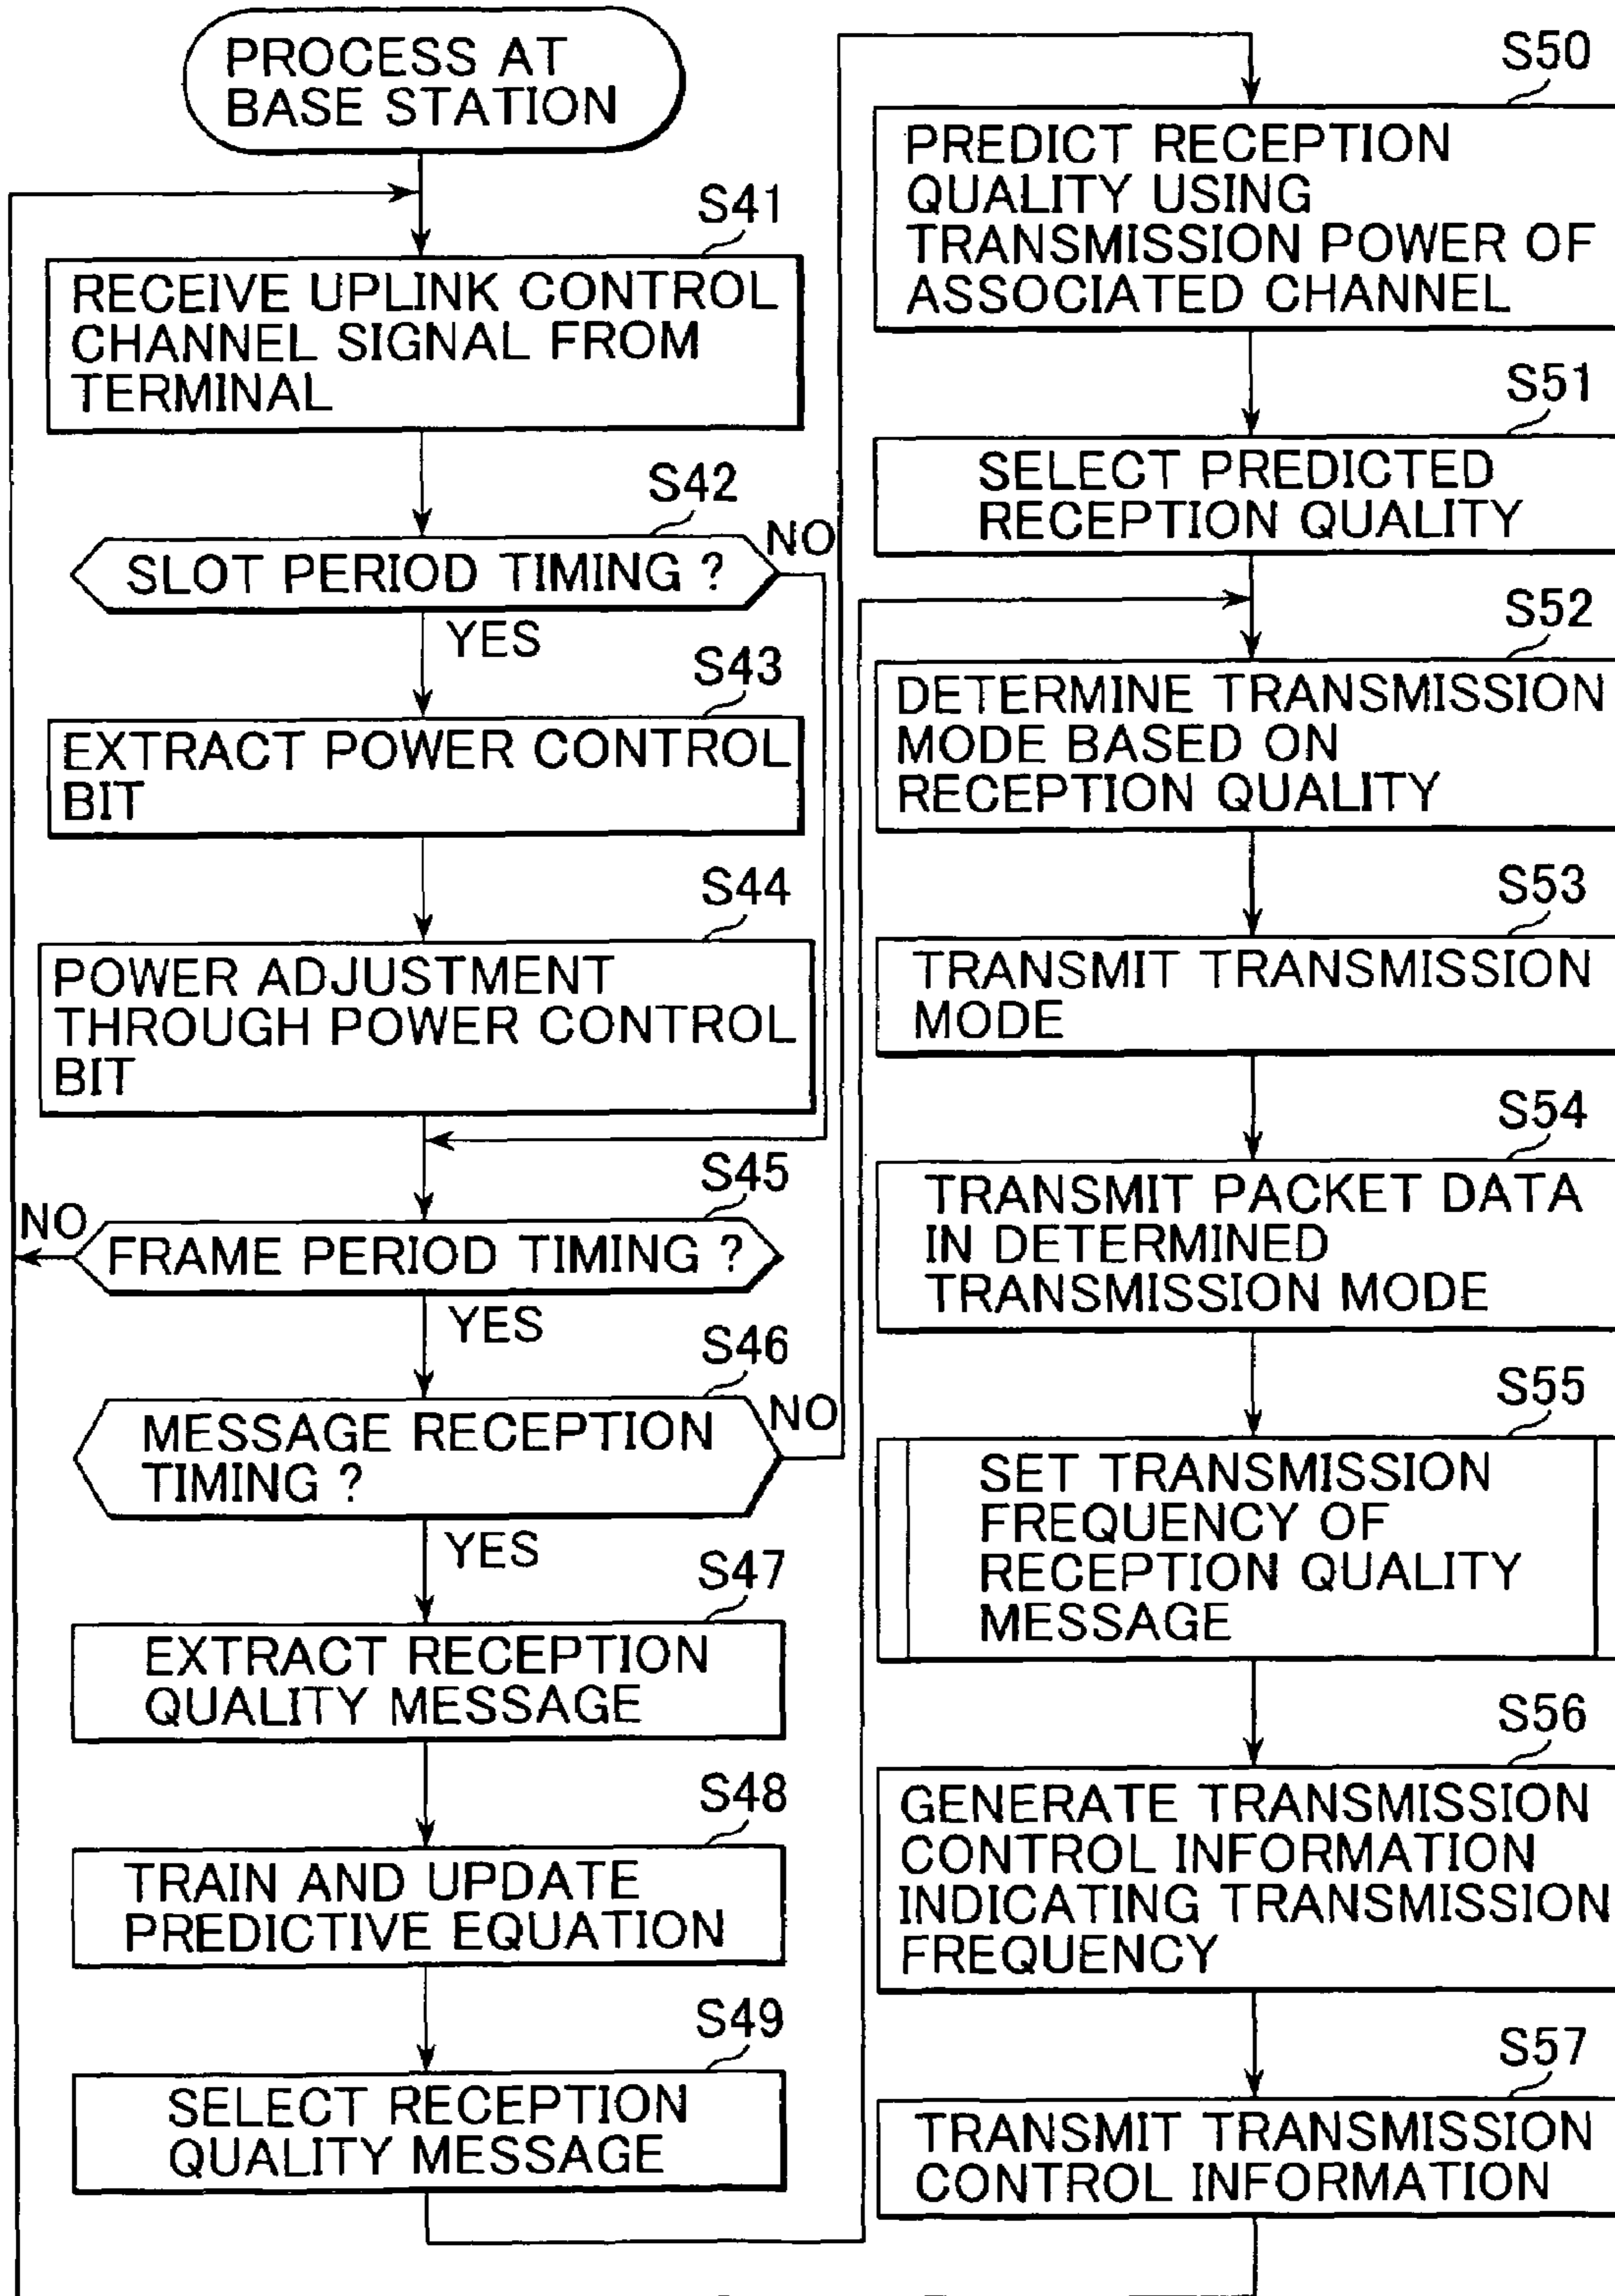 PROCESS AT
BASE STATION
S41
RECEIVE UPLINK CONTROL
CHANNEL SIGNAL FROM
TERMINAL
S42
SLOT PERIOD TIMING ?
NO
YES
S43
EXTRACT POWER CONTROL
BIT
S44
POWER ADJUSTMENT
THROUGH POWER CONTROL
BIT
S45
NO
FRAME PERIOD TIMING ?
YES
S46
MESSAGE RECEPTION
TIMING ?
NO
YES
S47
EXTRACT RECEPTION
QUALITY MESSAGE
S48
TRAIN AND UPDATE
PREDICTIVE EQUATION
S49
SELECT RECEPTION
QUALITY MESSAGE
S50
PREDICT RECEPTION
QUALITY USING
TRANSMISSION POWER OF
ASSOCIATED CHANNEL
S51
SELECT PREDICTED
RECEPTION QUALITY
S52
DETERMINE TRANSMISSION
MODE BASED ON
RECEPTION QUALITY
S53
TRANSMIT TRANSMISSION
MODE
S54
TRANSMIT PACKET DATA
IN DETERMINED
TRANSMISSION MODE
S55
SET TRANSMISSION
FREQUENCY OF
RECEPTION QUALITY
MESSAGE
S56
GENERATE TRANSMISSION
CONTROL INFORMATION
INDICATING TRANSMISSION
FREQUENCY
S57
TRANSMIT TRANSMISSION
CONTROL INFORMATION